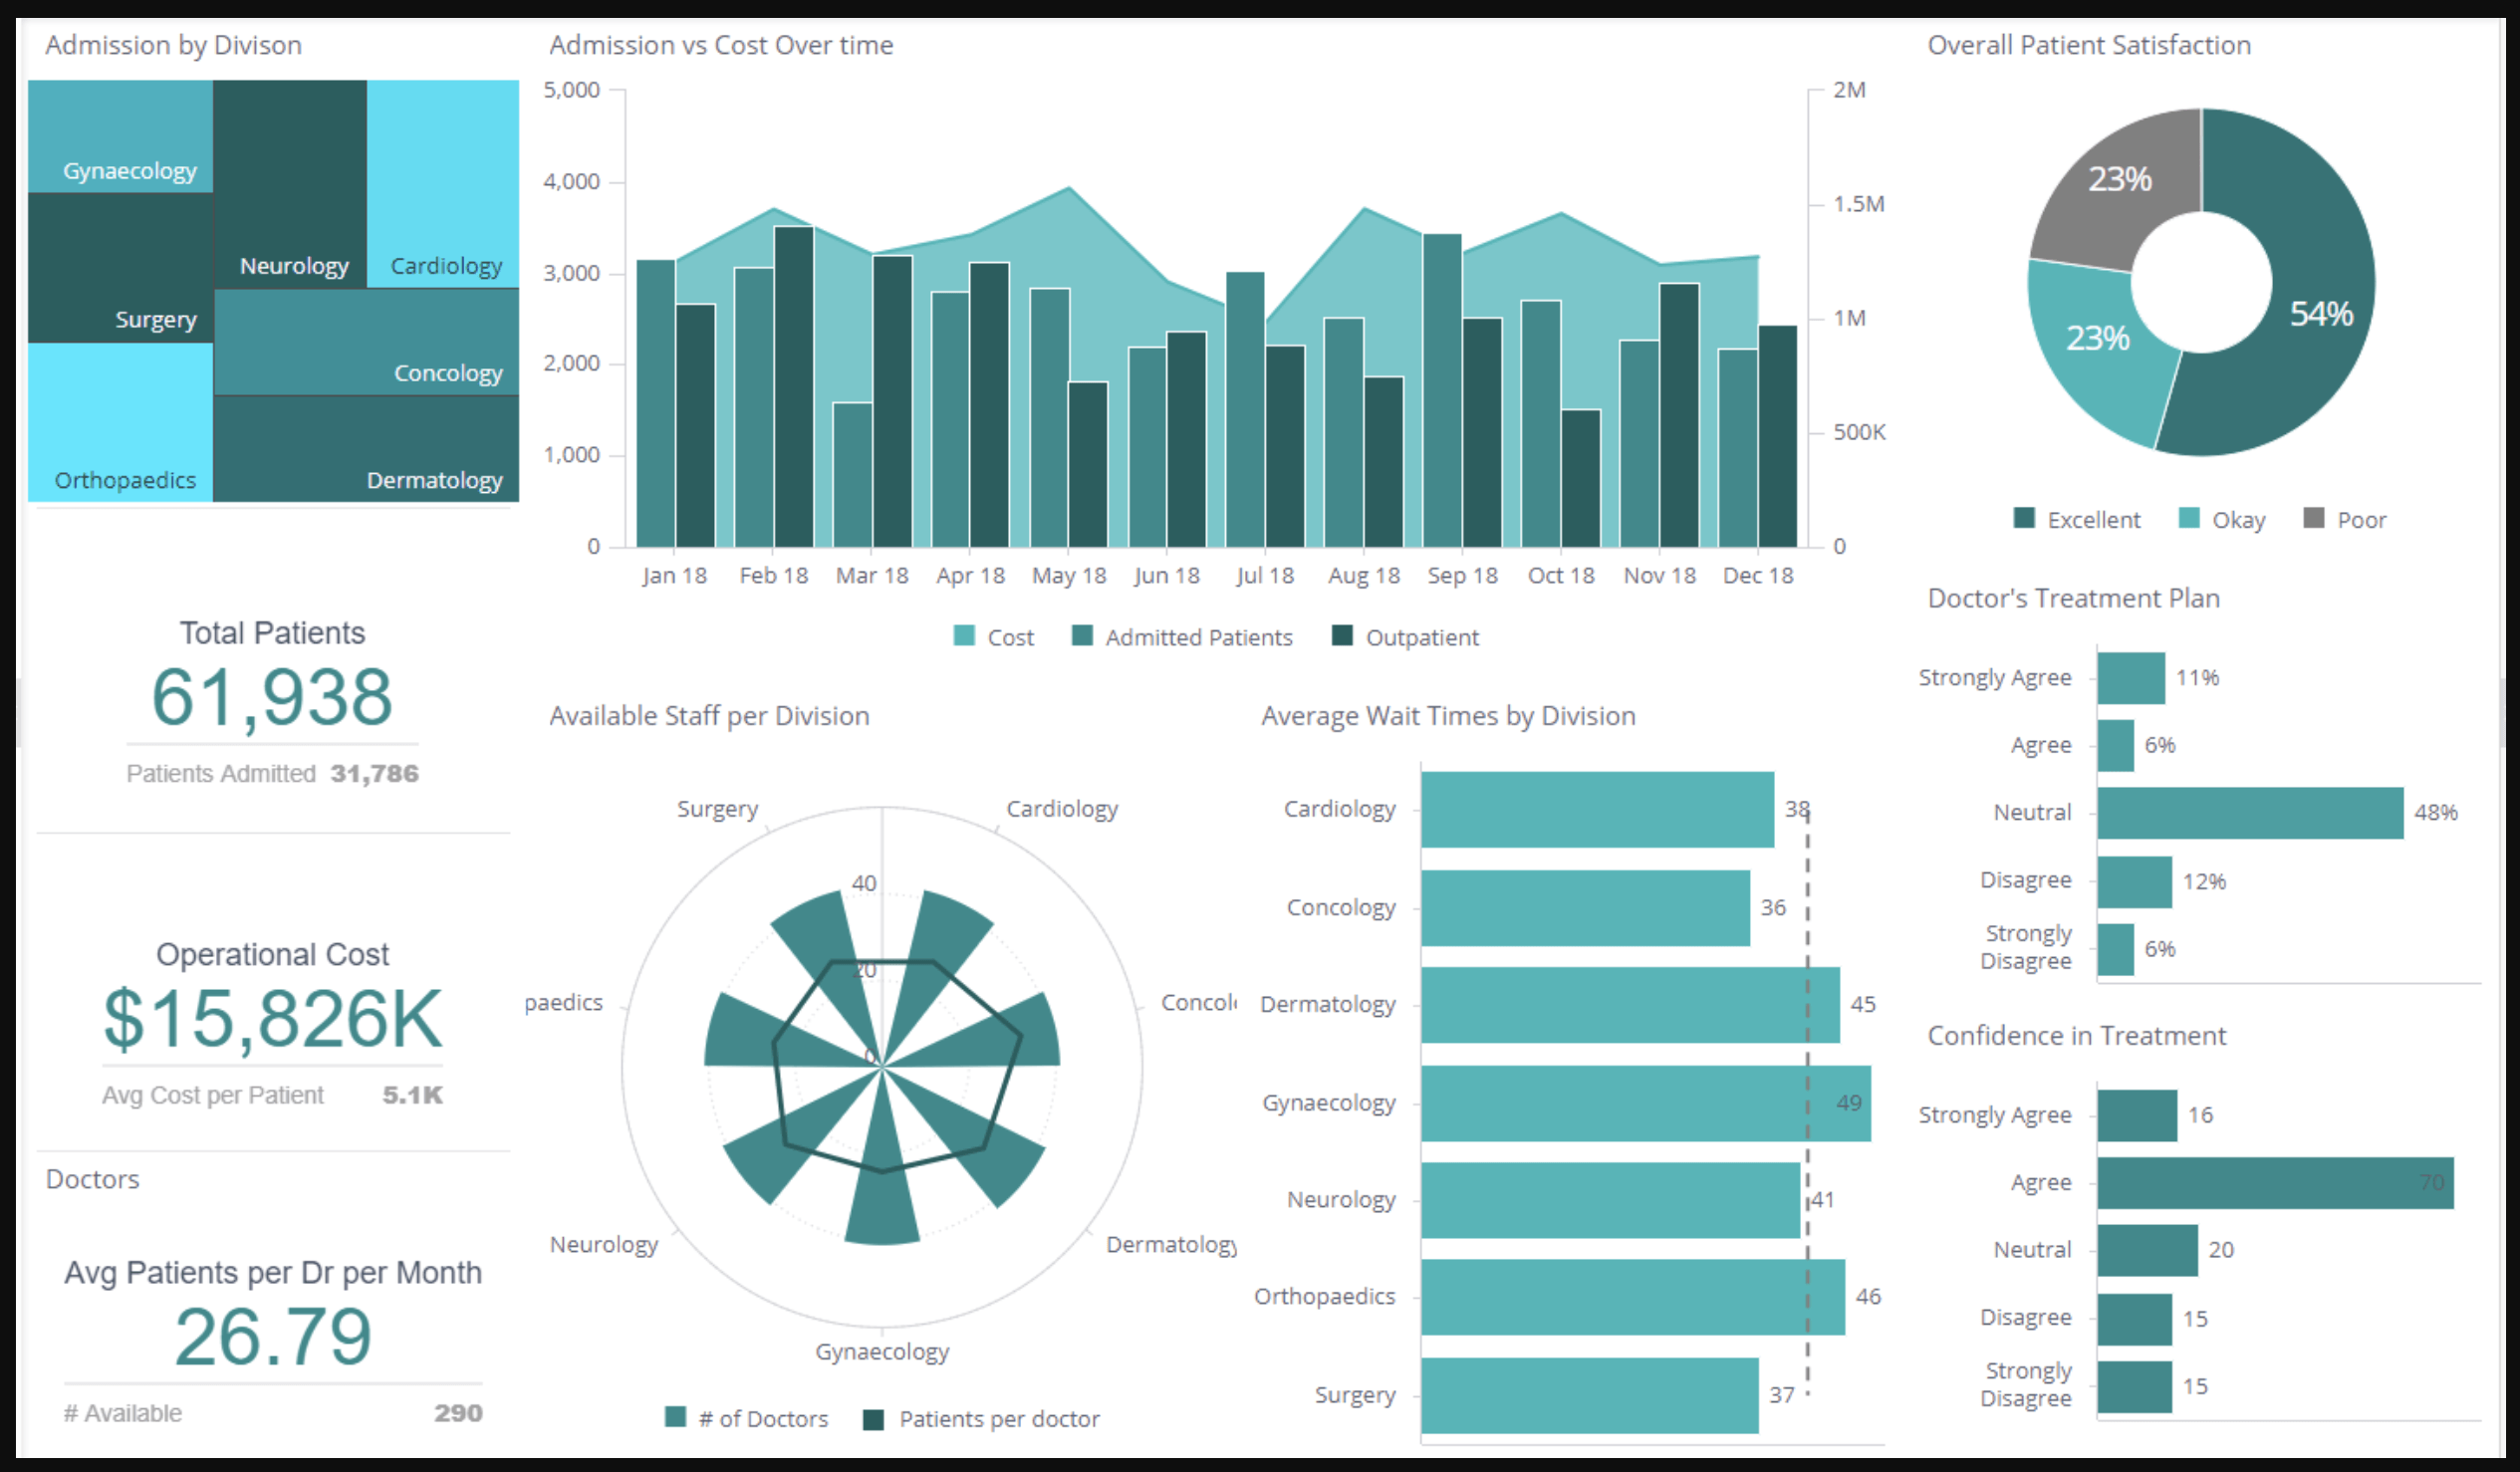 Admission by Divison
Gynaecology
Surgery
Orthopaedics
Neurology
Cardiology
Concology
Dermatology
Total Patients
61,938
Patients Admitted 31,786
Operational Cost
$15,826K
Avg Cost per Patient 5.1K
Doctors
Avg Patients per Dr per Month
26.79
# Available 290
Admission vs Cost Over time
5,000
4,000
3,000
2,000
1,000
0
2M
1.5M
1M
500K
0
Jan 18 Feb 18 Mar 18 Apr 18 May 18 Jun 18 Jul 18 Aug 18 Sep 18 Oct 18 Nov 18 Dec 18
Cost Admitted Patients Outpatient
Available Staff per Division
Surgery
Cardiology
40
20
0
paedics
Concol
Neurology
Dermatology
Gynaecology
# of Doctors Patients per doctor
Average Wait Times by Division
Cardiology 38
Concology 36
Dermatology 45
Gynaecology 49
Neurology 41
Orthopaedics 46
Surgery 37
Overall Patient Satisfaction
23%
54%
23%
Excellent Okay Poor
Doctor's Treatment Plan
Strongly Agree 11%
Agree 6%
Neutral 48%
Disagree 12%
Strongly
Disagree 6%
Confidence in Treatment
Strongly Agree 16
Agree 70
Neutral 20
Disagree 15
Strongly
Disagree 15